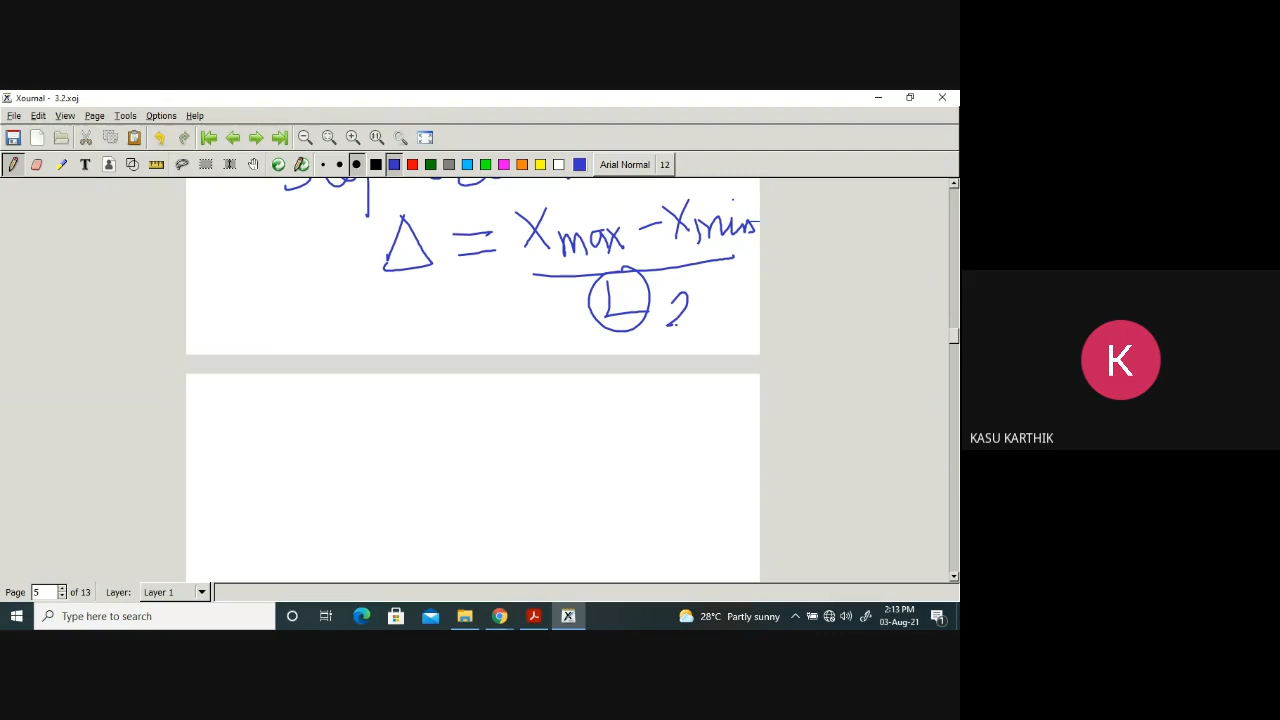 Xournal - 3.2.xoj
File Edit View Page Tools Options Help
Arial Normal 12
Δ = Xmax - Xmin
L ?
K
KASU KARTHIK
Page 5 of 13 Layer: Layer 1
Type here to search
28°C Partly sunny
2:13 PM
03-Aug-21
1